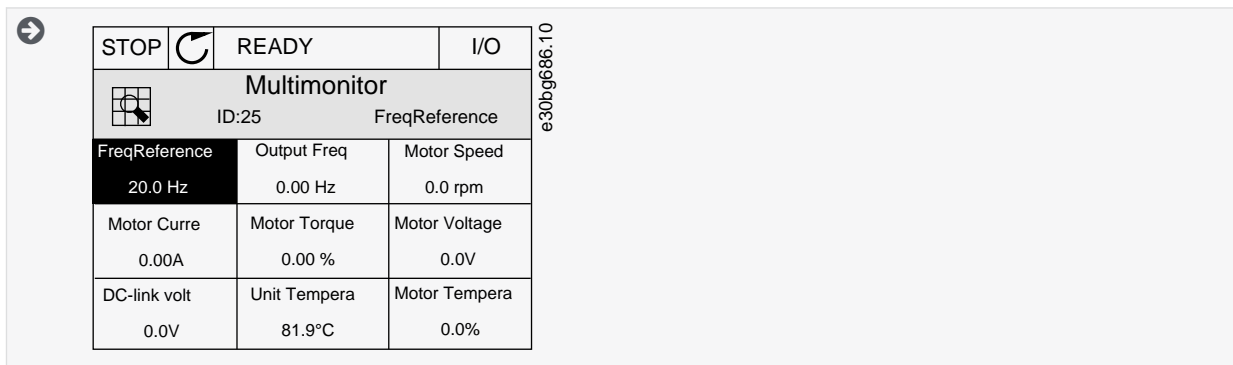 STOP READY I/O
Multimonitor
ID:25 FreqReference
FreqReference Output Freq Motor Speed
20.0 Hz 0.00 Hz 0.0 rpm
Motor Curre Motor Torque Motor Voltage
0.00A 0.00 % 0.0V
DC-link volt Unit Tempera Motor Tempera
0.0V 81.9°C 0.0%
e30bg686.10